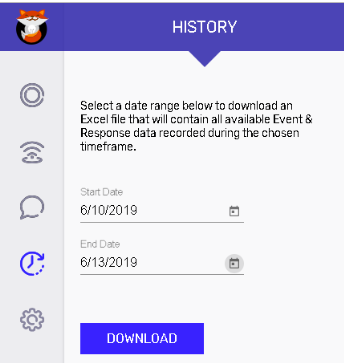 HISTORY
Select a date range below to download an
Excel file that will contain all available Event &
Response data recorded during the chosen
timeframe.
Start Date
6/10/2019
End Date
6/13/2019
DOWNLOAD